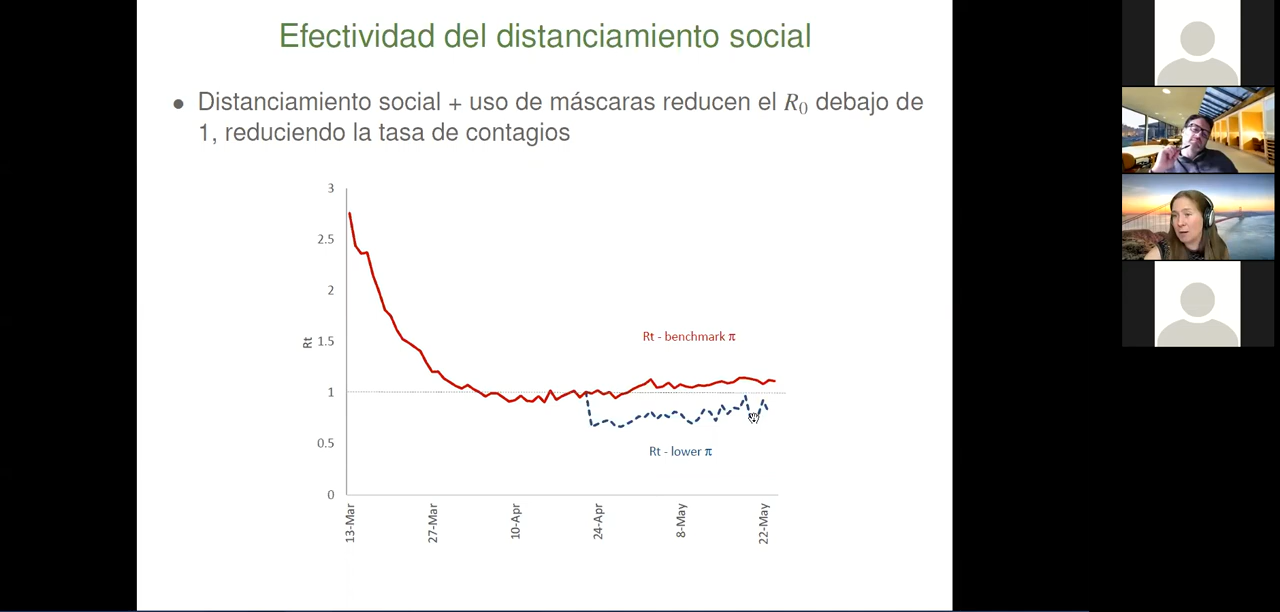 Efectividad del distanciamiento social
● Distanciamiento social + uso de máscaras reducen el R₀ debajo de
1, reduciendo la tasa de contagios
3
2.5
2
1.5
1
0.5
0
Rt
Rt - benchmark π
Rt - lower π
13-Mar
27-Mar
10-Apr
24-Apr
8-May
22-May